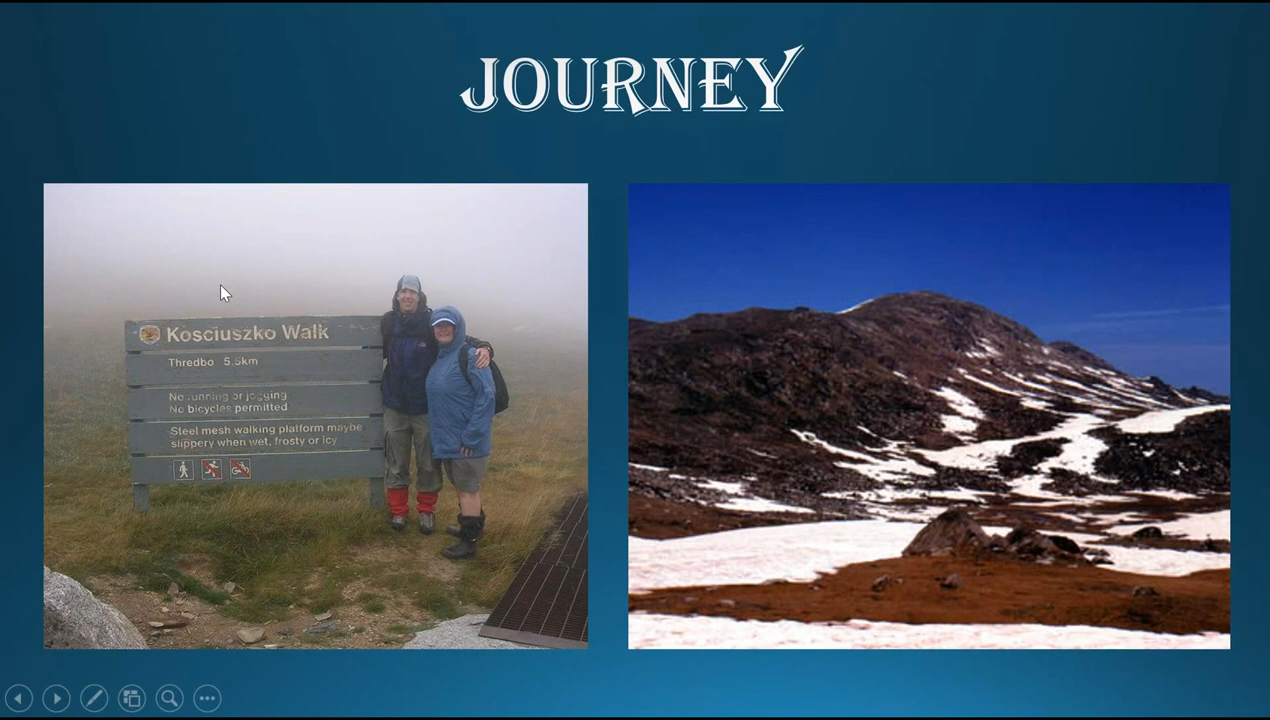 JOURNEY
Kosciuszko Walk
Thredbo 5.5km
No running or jogging
No bicycles permitted
Steel mesh walking platform maybe
slippery when wet, frosty or icy